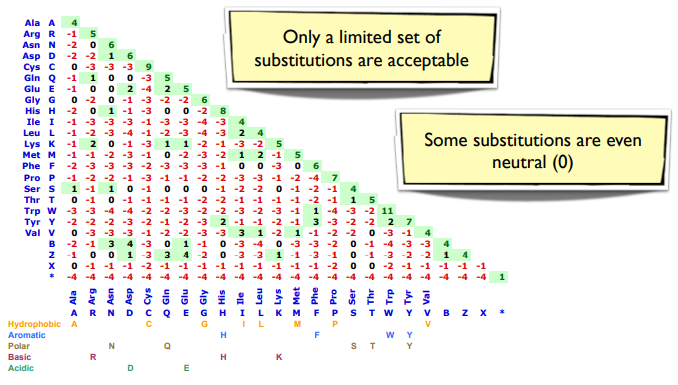 Ala A 4
Arg R -1 5
Asn N -2 0 6
Only a limited set of
substitutions are acceptable
Asp D -2 -2 1 6
Cys C 0 -3 -3 -3 9
Gln Q -1 1 0 0 -3 5
Glu E -1 0 0 2 -4 2 5
Gly G 0 -2 0 -1 -3 -2 -2 6
His H -2 0 1 -1 -3 0 0 -2 8
Ile I -1 -3 -3 -3 -1 -3 -3 -4 -3 4
Leu L -1 -2 -3 -4 -1 -2 -3 -4 -3 2 4
Some substitutions are even
neutral (0)
Lys K -1 2 0 -1 -3 1 1 -2 -1 -3 -2 5
Met M -1 -1 -2 -3 -1 0 -2 -3 -2 1 2 -1 5
Phe F -2 -3 -3 -3 -2 -3 -3 -3 -1 0 0 -3 0 6
Pro P -1 -2 -2 -1 -3 -1 -1 -2 -2 -3 -3 -1 -2 -4 7
Ser S 1 -1 1 0 -1 0 0 0 -1 -2 -2 0 -1 -2 -1 4
Thr T 0 -1 0 -1 -1 -1 -1 -2 -2 -1 -1 -1 -1 -2 -1 1 5
Trp W -3 -3 -4 -4 -2 -2 -3 -2 -2 -3 -2 -3 -1 1 -4 -3 -2 11
Tyr Y -2 -2 -2 -3 -2 -1 -2 -3 2 -1 -1 -2 -1 3 -3 -2 -2 2 7
Val V 0 -3 -3 -3 -1 -2 -2 -3 -3 3 1 -2 1 -1 -2 -2 0 -3 -1 4
B -2 -1 3 4 -3 0 1 -1 0 -3 -4 0 -3 -3 -2 0 -1 -4 -3 -3 4
Z -1 0 0 1 -3 3 4 -2 0 -3 -3 1 -1 -3 -1 0 -1 -3 -2 -2 1 4
X 0 -1 -1 -1 -2 -1 -1 -1 -1 -1 -1 -1 -1 -1 -2 0 0 -2 -1 -1 -1 -1 -1
* -4 -4 -4 -4 -4 -4 -4 -4 -4 -4 -4 -4 -4 -4 -4 -4 -4 -4 -4 -4 -4 -4 -4 1
Ala Arg Asn Asp Cys Gln Glu Gly His Ile Leu Lys Met Phe Pro Ser Thr Trp Tyr Val
A R N D C Q E G H I L K M F P S T W Y V B Z X *
Hydrophobic A C G I L M P V
Aromatic H F W Y
Polar N Q S T Y
Basic R H K
Acidic D E